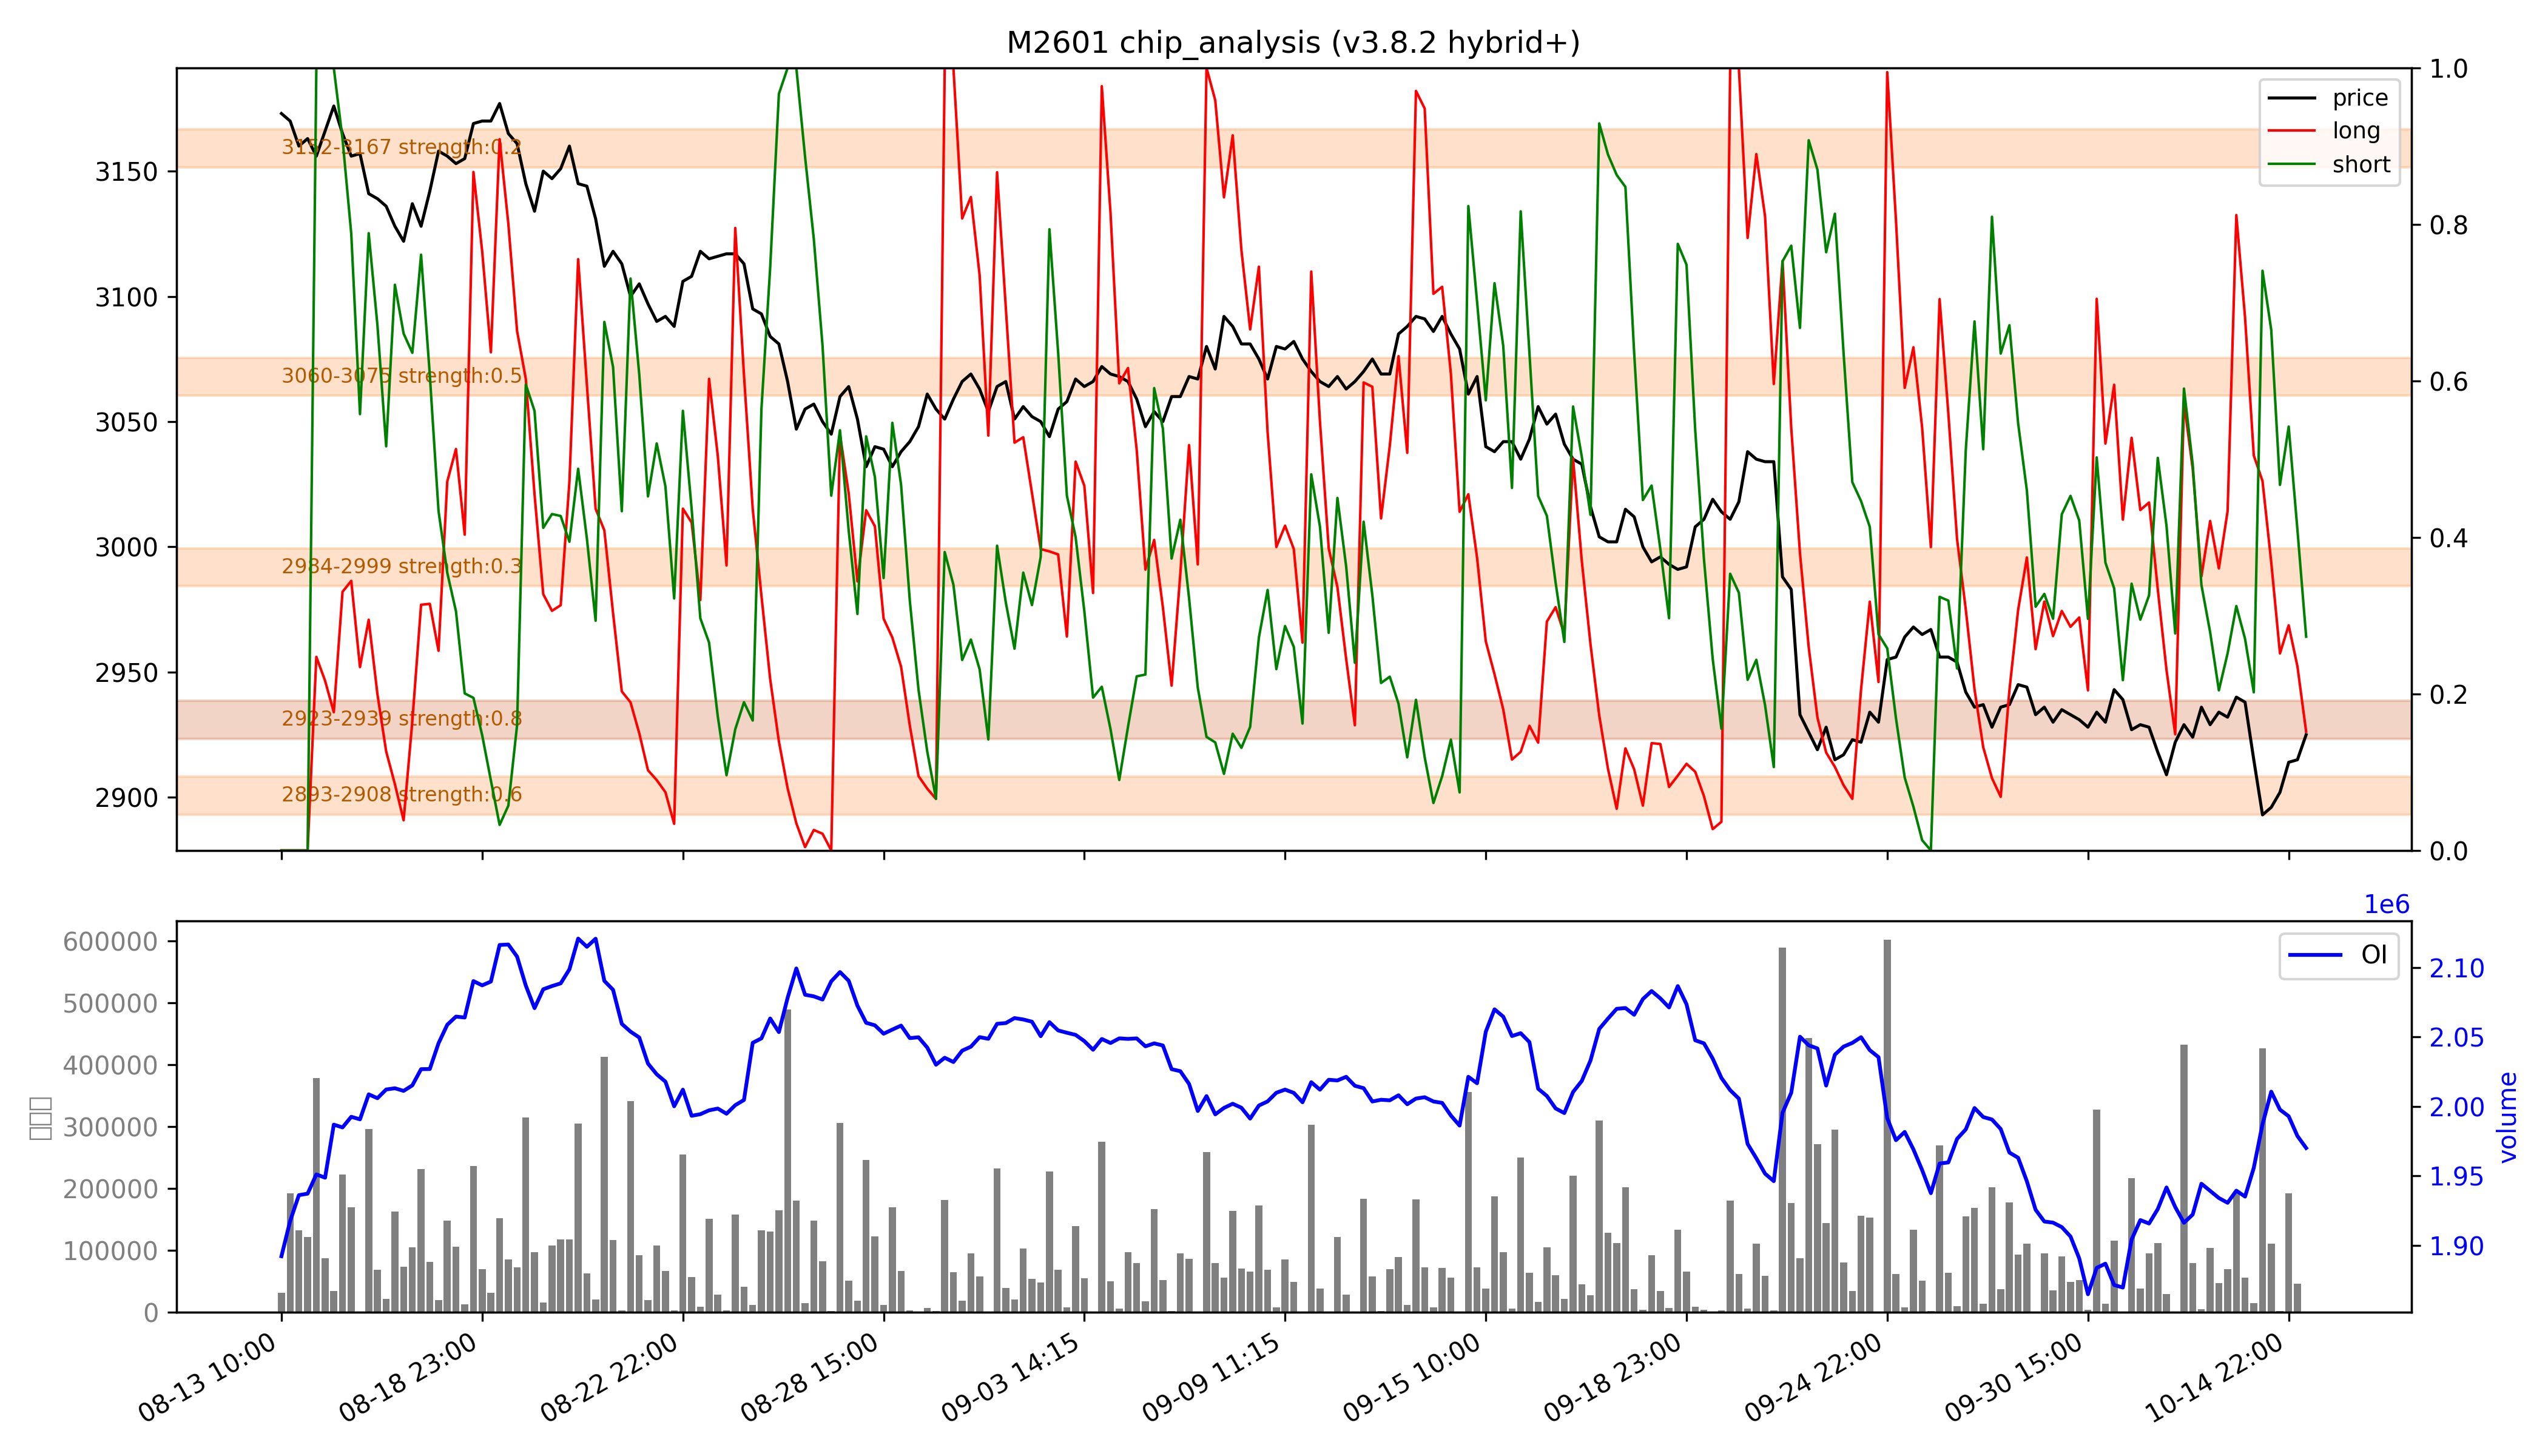 M2601 chip_analysis (v3.8.2 hybrid+)
price
long
short
3152-3167 strength:0.2
3060-3075 strength:0.5
2984-2999 strength:0.3
2923-2939 strength:0.8
2893-2908 strength:0.6
3150
3100
3050
3000
2950
2900
1.0
0.8
0.6
0.4
0.2
0.0
1e6
OI
600000
500000
400000
300000
200000
100000
0
2.10
2.05
2.00
1.95
1.90
volume
08-13 10:00
08-18 23:00
08-22 22:00
08-28 15:00
09-03 14:15
09-09 11:15
09-15 10:00
09-18 23:00
09-24 22:00
09-30 15:00
10-14 22:00